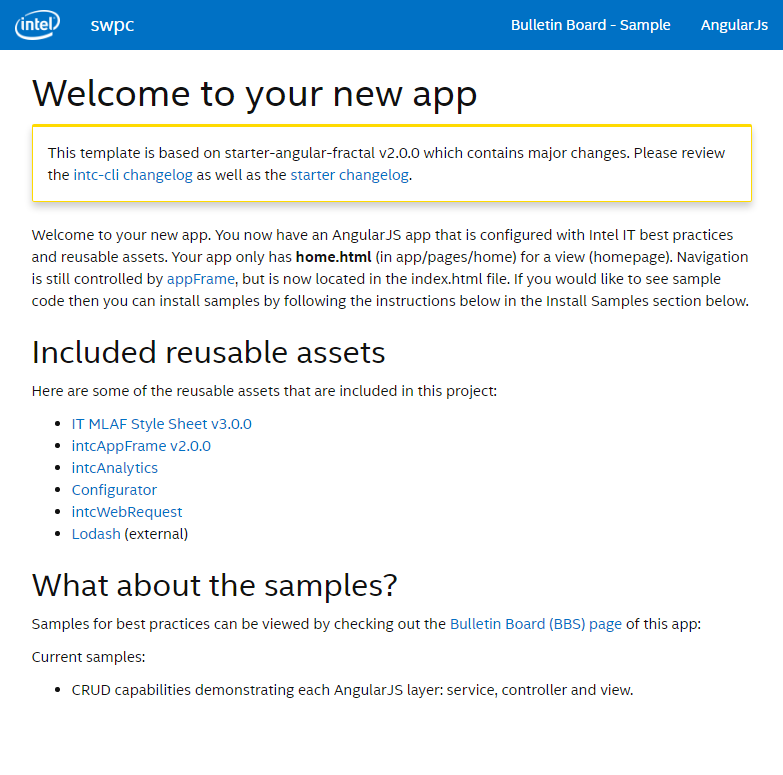 intel swpc Bulletin Board - Sample AngularJs
Welcome to your new app
This template is based on starter-angular-fractal v2.0.0 which contains major changes. Please review
the intc-cli changelog as well as the starter changelog.
Welcome to your new app. You now have an AngularJS app that is configured with Intel IT best practices
and reusable assets. Your app only has home.html (in app/pages/home) for a view (homepage). Navigation
is still controlled by appFrame, but is now located in the index.html file. If you would like to see sample
code then you can install samples by following the instructions below in the Install Samples section below.
Included reusable assets
Here are some of the reusable assets that are included in this project:
• IT MLAF Style Sheet v3.0.0
• intcAppFrame v2.0.0
• intcAnalytics
• Configurator
• intcWebRequest
• Lodash (external)
What about the samples?
Samples for best practices can be viewed by checking out the Bulletin Board (BBS) page of this app:
Current samples:
• CRUD capabilities demonstrating each AngularJS layer: service, controller and view.